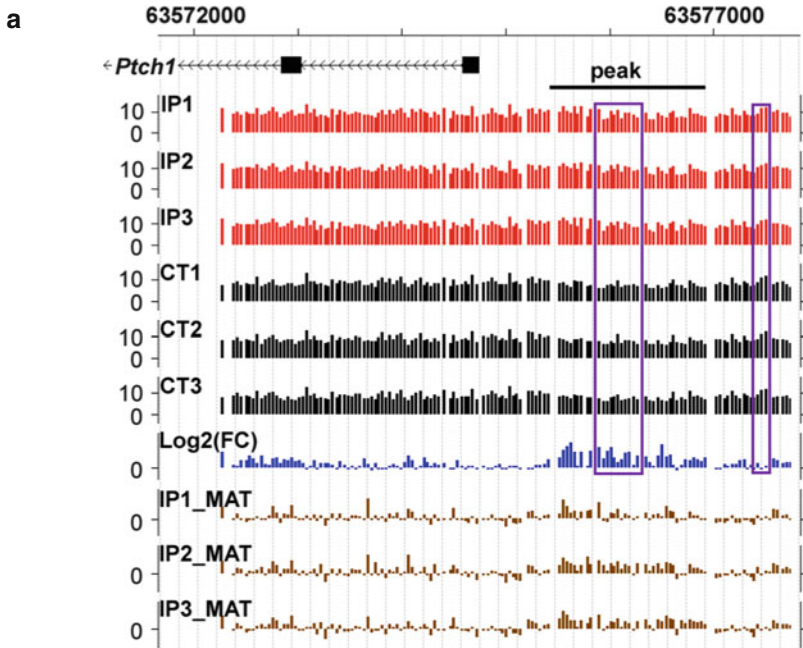 a
63572000 63577000
Ptch1
peak
IP1
10
0
IP2
10
0
IP3
10
0
CT1
10
0
CT2
10
0
CT3
10
0
Log2(FC)
0
IP1_MAT
0
IP2_MAT
0
IP3_MAT
0